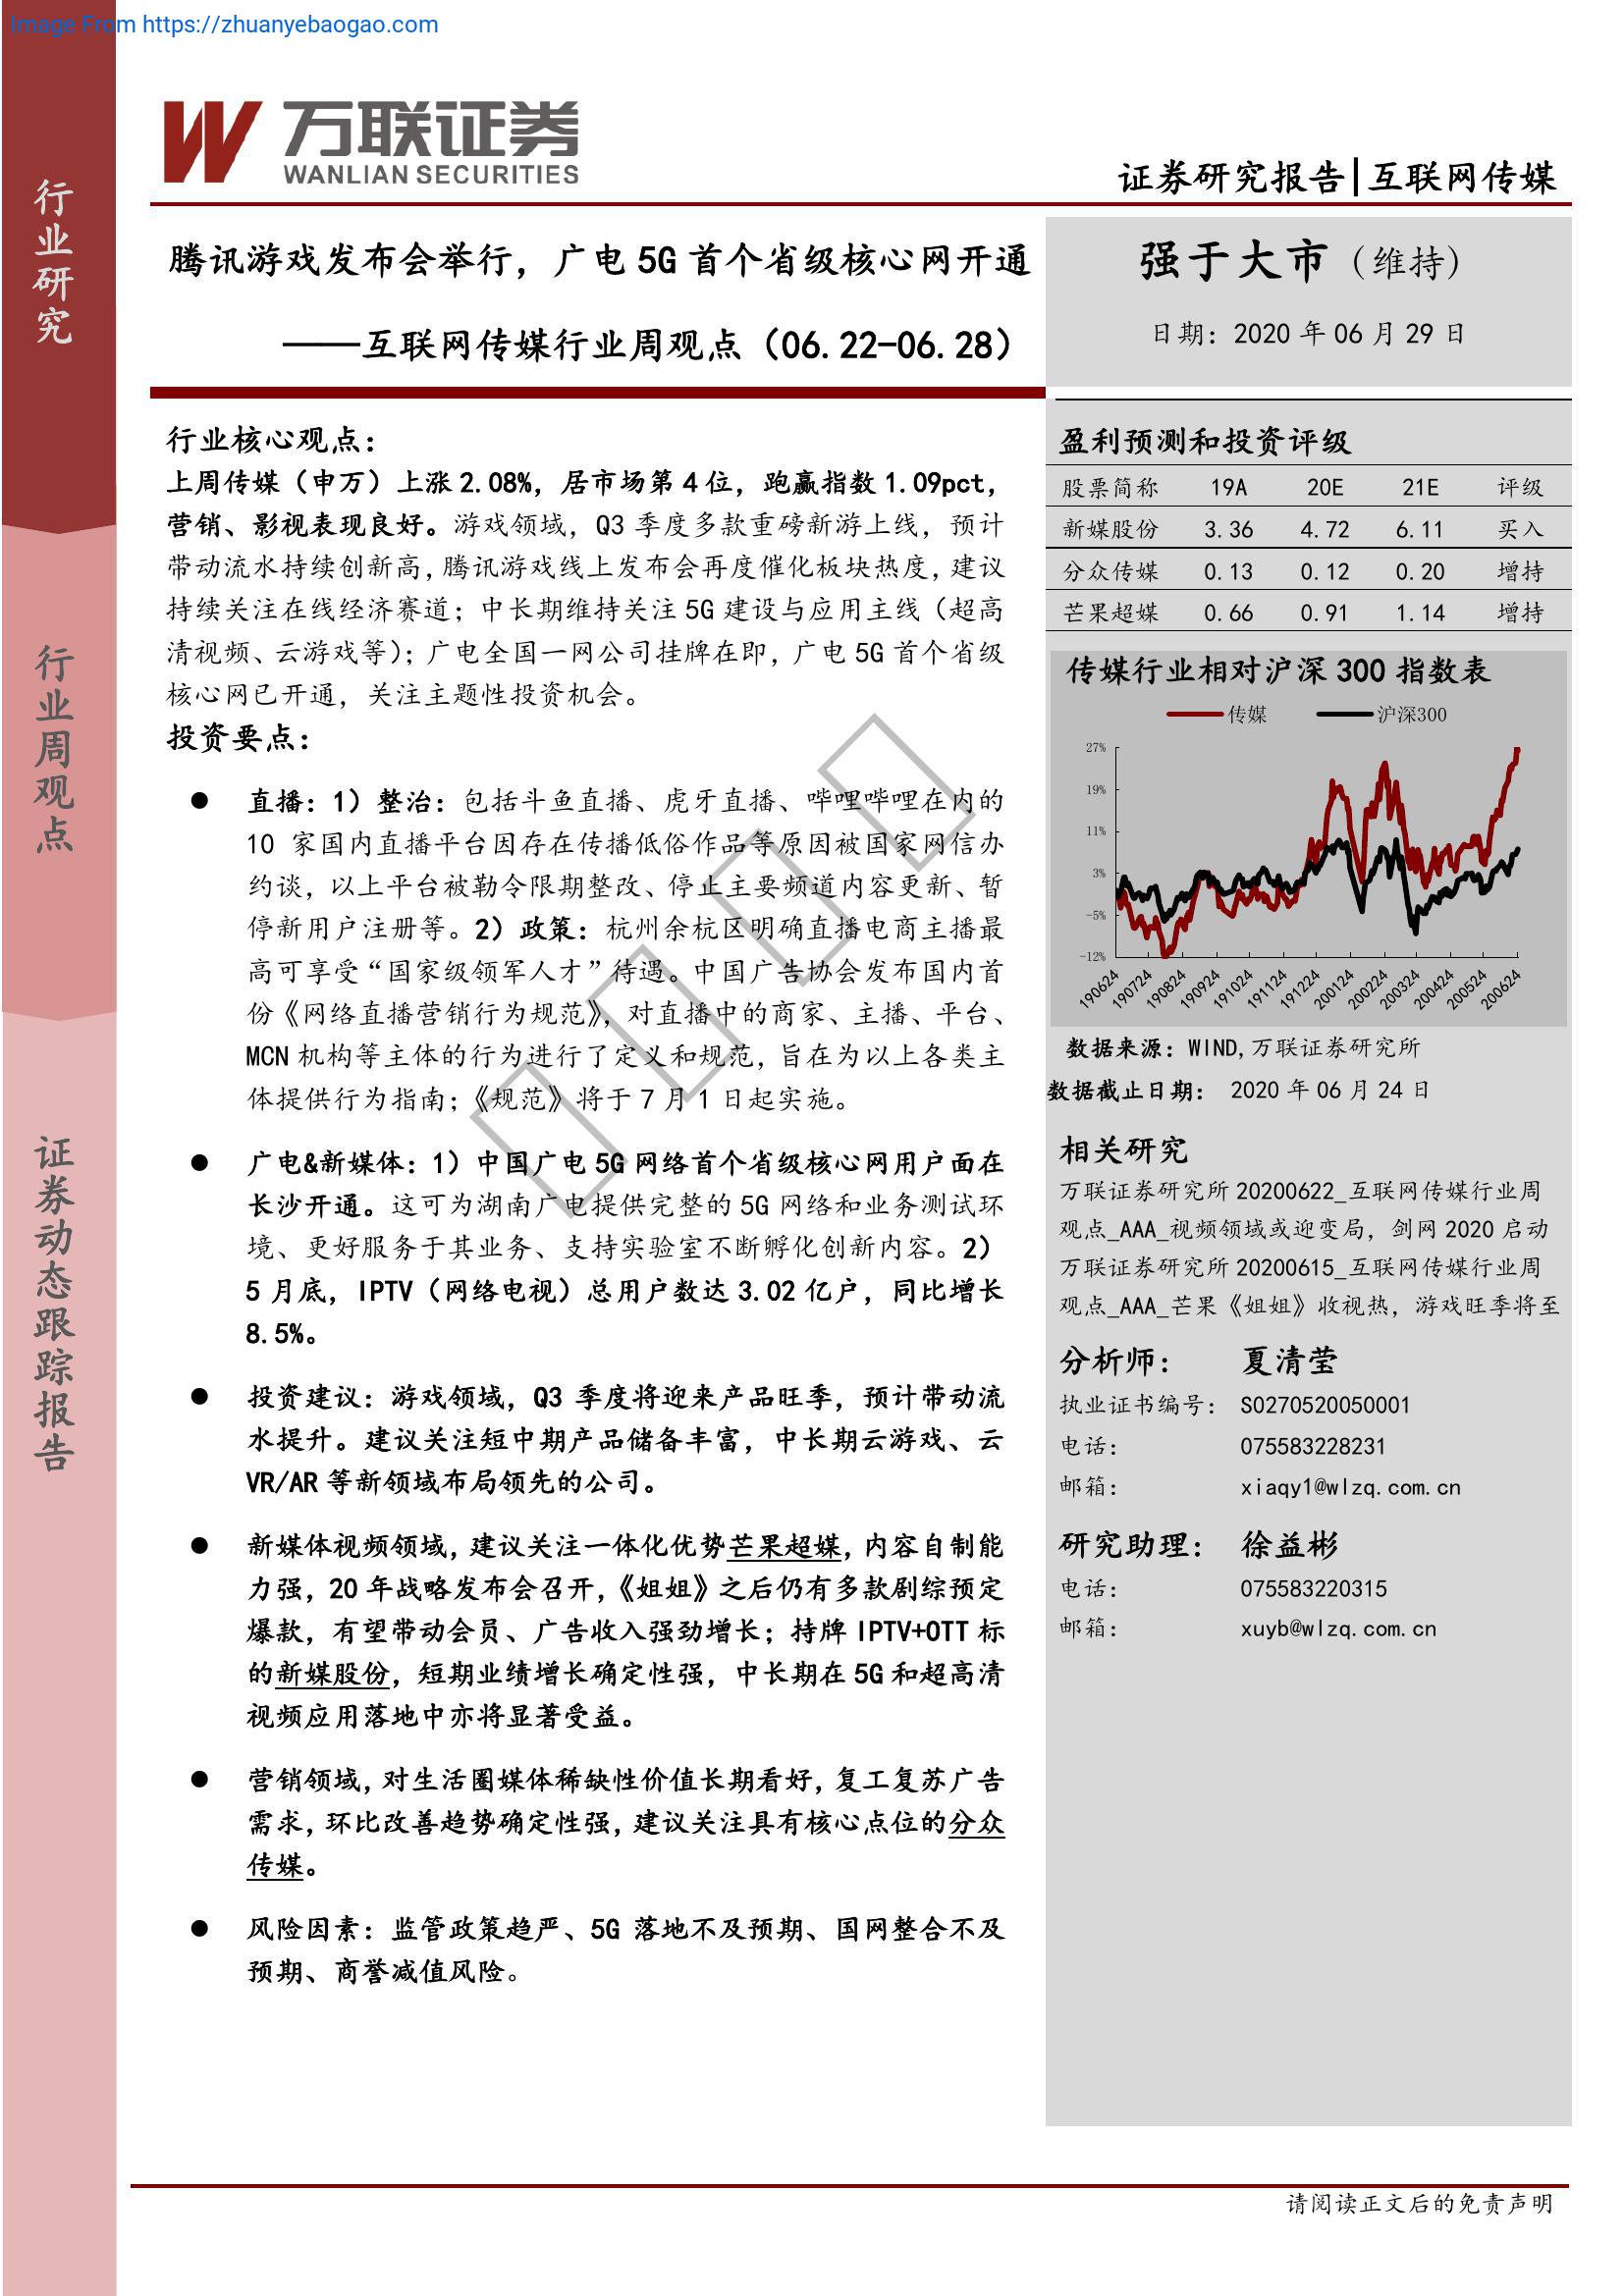 Image From https://zhuanyebaogao.com
行业研究
行业周观点
证券动态跟踪报告
万联证券
WANLIAN SECURITIES
证券研究报告|互联网传媒
腾讯游戏发布会举行，广电 5G 首个省级核心网开通
——互联网传媒行业周观点（06.22-06.28）
强于大市（维持）
日期：2020 年 06 月 29 日
行业核心观点：
上周传媒（申万）上涨 2.08%，居市场第 4 位，跑赢指数 1.09pct，
营销、影视表现良好。游戏领域，Q3 季度多款重磅新游上线，预计
带动流水持续创新高，腾讯游戏线上发布会再度催化板块热度，建议
持续关注在线经济赛道；中长期维持关注 5G 建设与应用主线（超高
清视频、云游戏等）；广电全国一网公司挂牌在即，广电 5G 首个省级
核心网已开通，关注主题性投资机会。
投资要点：
● 直播：1）整治：包括斗鱼直播、虎牙直播、哔哩哔哩在内的
10 家国内直播平台因存在传播低俗作品等原因被国家网信办
约谈，以上平台被勒令限期整改、停止主要频道内容更新、暂
停新用户注册等。2）政策：杭州余杭区明确直播电商主播最
高可享受“国家级领军人才”待遇。中国广告协会发布国内首
份《网络直播营销行为规范》，对直播中的商家、主播、平台、
MCN 机构等主体的行为进行了定义和规范，旨在为以上各类主
体提供行为指南；《规范》将于 7 月 1 日起实施。
● 广电&新媒体：1）中国广电 5G 网络首个省级核心网用户面在
长沙开通。这可为湖南广电提供完整的 5G 网络和业务测试环
境、更好服务于其业务、支持实验室不断孵化创新内容。2）
5 月底，IPTV（网络电视）总用户数达 3.02 亿户，同比增长
8.5%。
● 投资建议：游戏领域，Q3 季度将迎来产品旺季，预计带动流
水提升。建议关注短中期产品储备丰富，中长期云游戏、云
VR/AR 等新领域布局领先的公司。
● 新媒体视频领域，建议关注一体化优势芒果超媒，内容自制能
力强，20 年战略发布会召开，《姐姐》之后仍有多款剧综预定
爆款，有望带动会员、广告收入强劲增长；持牌 IPTV+OTT 标
的新媒股份，短期业绩增长确定性强，中长期在 5G 和超高清
视频应用落地中亦将显著受益。
● 营销领域，对生活圈媒体稀缺性价值长期看好，复工复苏广告
需求，环比改善趋势确定性强，建议关注具有核心点位的分众
传媒。
● 风险因素：监管政策趋严、5G 落地不及预期、国网整合不及
预期、商誉减值风险。
盈利预测和投资评级
股票简称 19A 20E 21E 评级
新媒股份 3.36 4.72 6.11 买入
分众传媒 0.13 0.12 0.20 增持
芒果超媒 0.66 0.91 1.14 增持
传媒行业相对沪深 300 指数表
传媒 沪深300
27%
19%
11%
3%
-5%
-12%
190624 190724 190824 190924 191024 191124 191224 200124 200224 200324 200424 200524 200624
数据来源：WIND,万联证券研究所
数据截止日期： 2020 年 06 月 24 日
相关研究
万联证券研究所 20200622_互联网传媒行业周
观点_AAA_视频领域或迎变局，剑网 2020 启动
万联证券研究所 20200615_互联网传媒行业周
观点_AAA_芒果《姐姐》收视热，游戏旺季将至
分析师： 夏清莹
执业证书编号： S0270520050001
电话： 075583228231
邮箱： xiaqy1@wlzq.com.cn
研究助理： 徐益彬
电话： 075583220315
邮箱： xuyb@wlzq.com.cn
请阅读正文后的免责声明